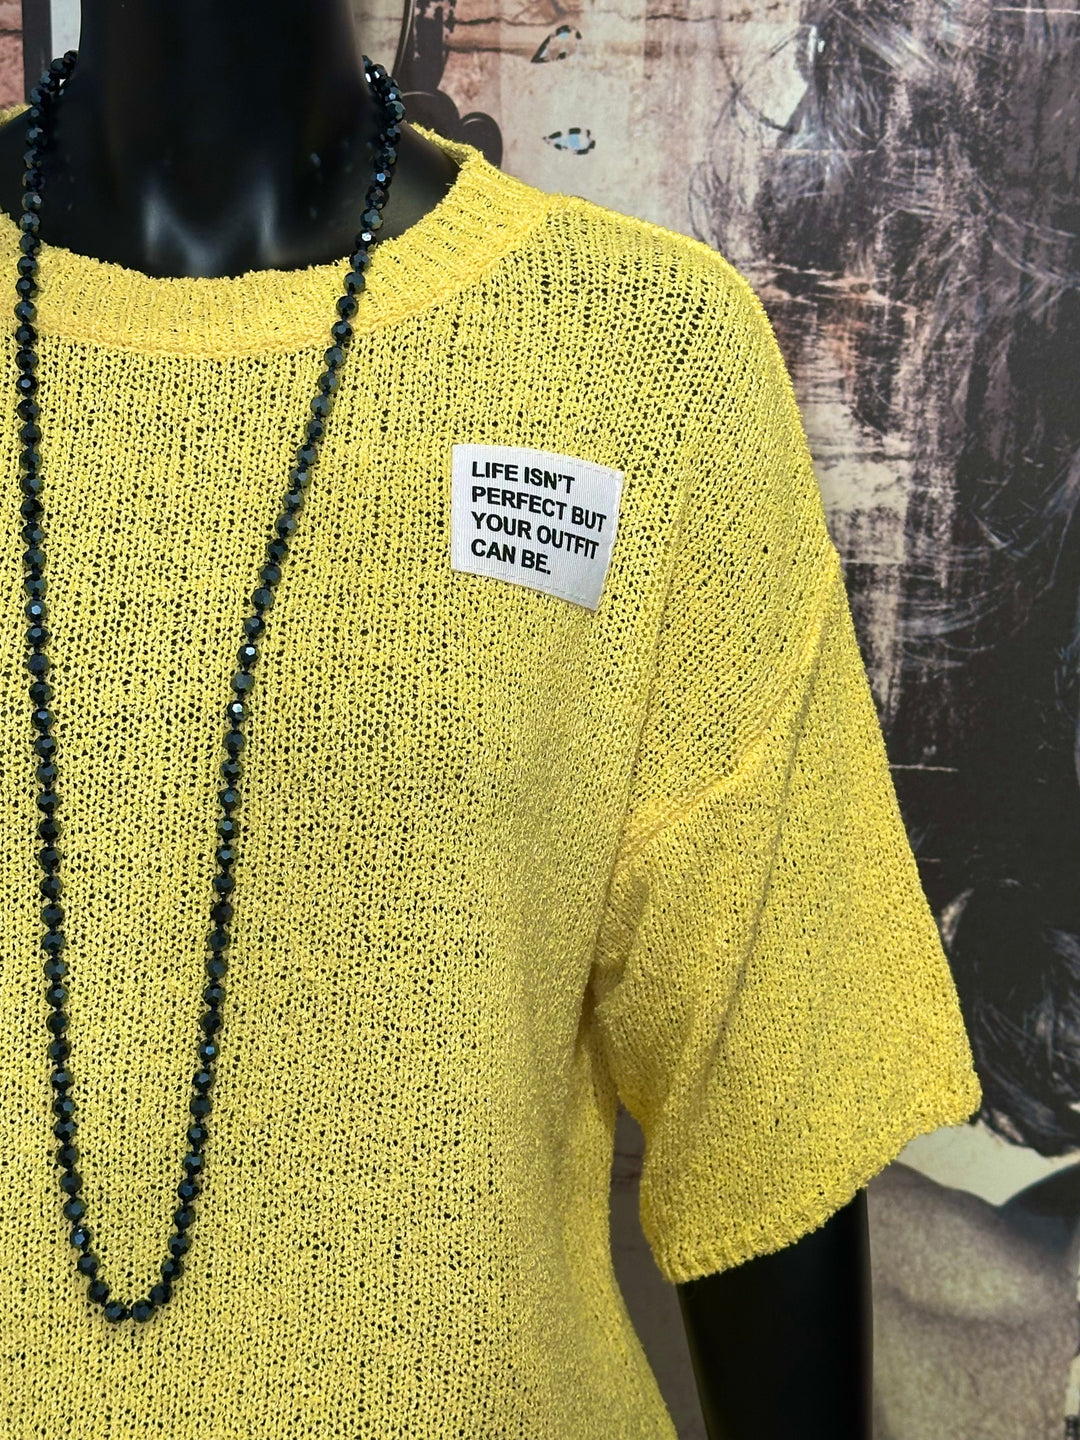 LIFE ISN'T
PERFECT BUT
YOUR OUTFIT
CAN BE.